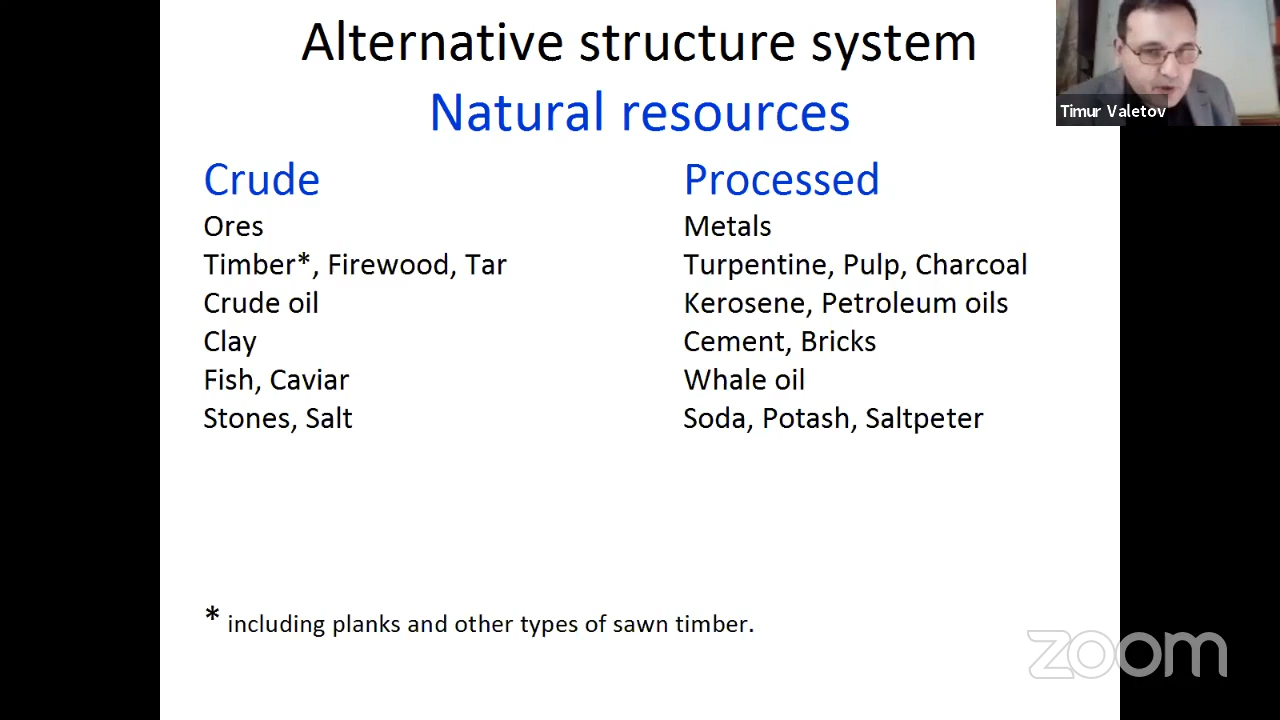 Alternative structure system
Natural resources
Timur Valetov
Crude
Ores
Timber*, Firewood, Tar
Crude oil
Clay
Fish, Caviar
Stones, Salt
Processed
Metals
Turpentine, Pulp, Charcoal
Kerosene, Petroleum oils
Cement, Bricks
Whale oil
Soda, Potash, Saltpeter
* including planks and other types of sawn timber.
zoom